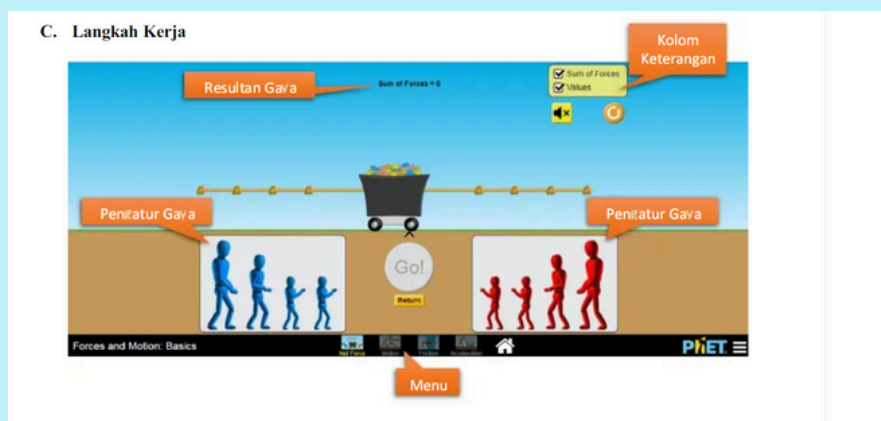 C. Langkah Kerja
Kolom
Keterangan
Resultan Gaya
Sum of Forces = 0
Sum of Forces
Values
Pengatur Gaya
Pengatur Gaya
Go!
Return
Forces and Motion: Basics
Net Force
Motion
Friction
Acceleration
PhET
Menu